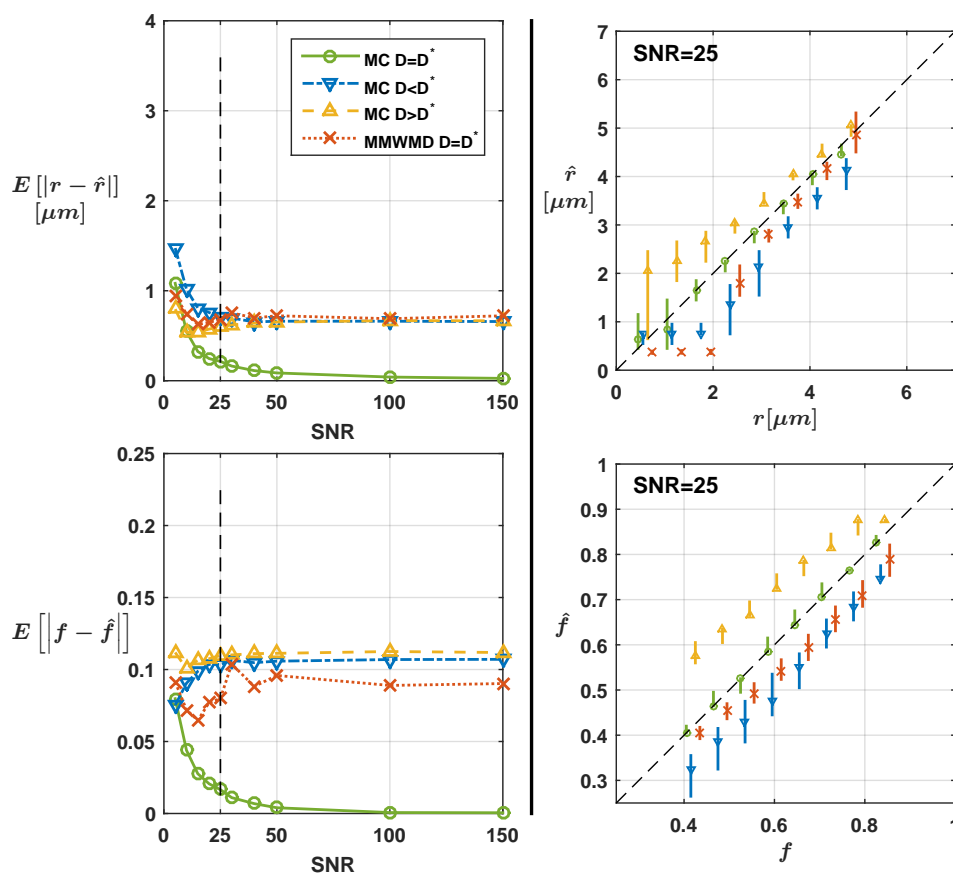 4
3
2
1
0
0
25
50
100
150
SNR
E [|r − r̂|]
[μm]
MC D=D*
MC D<D*
MC D>D*
MMWMD D=D*
7
6
5
4
3
2
1
0
0
2
4
6
SNR=25
r̂
[μm]
r[μm]
0.25
0.2
0.15
0.1
0.05
0
0
25
50
100
150
SNR
E [|f − f̂|]
1
0.9
0.8
0.7
0.6
0.5
0.4
0.3
0.4
0.6
0.8
1
SNR=25
f̂
f